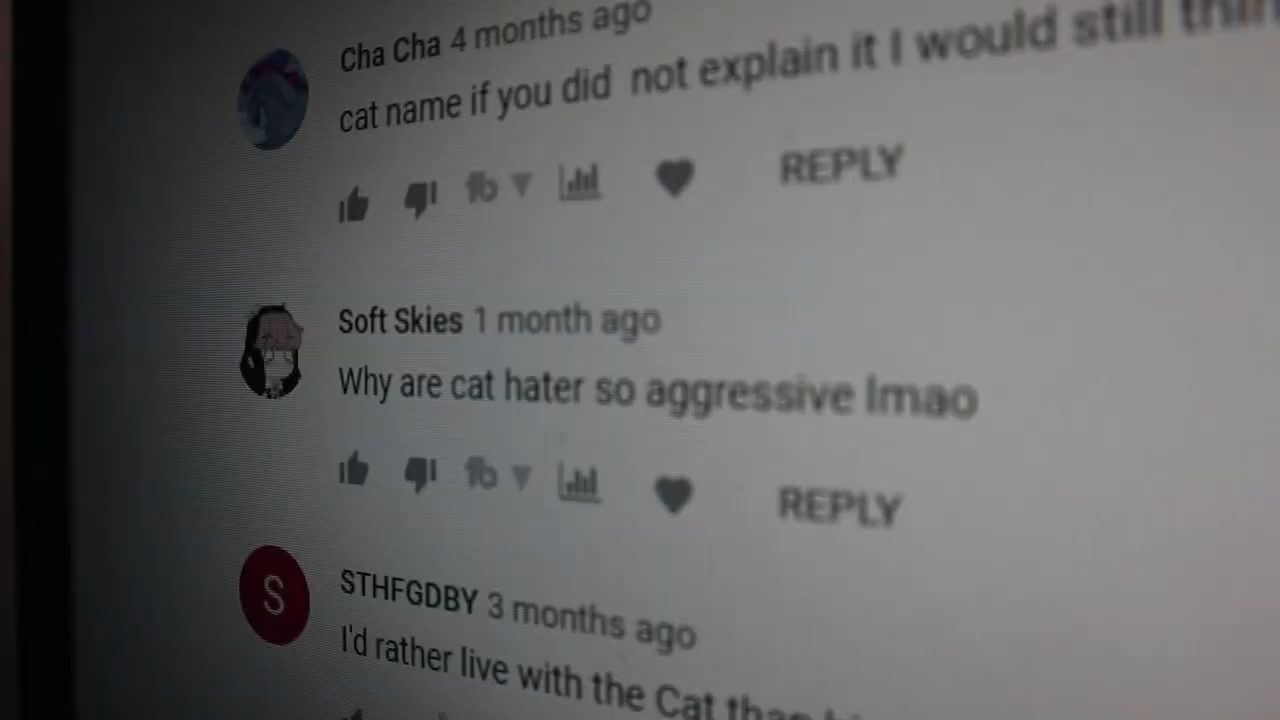 Cha Cha 4 months ago
cat name if you did not explain it I would still
REPLY
Soft Skies 1 month ago
Why are cat hater so aggressive lmao
REPLY
S
STHFGDBY 3 months ago
I'd rather live with the Cat than